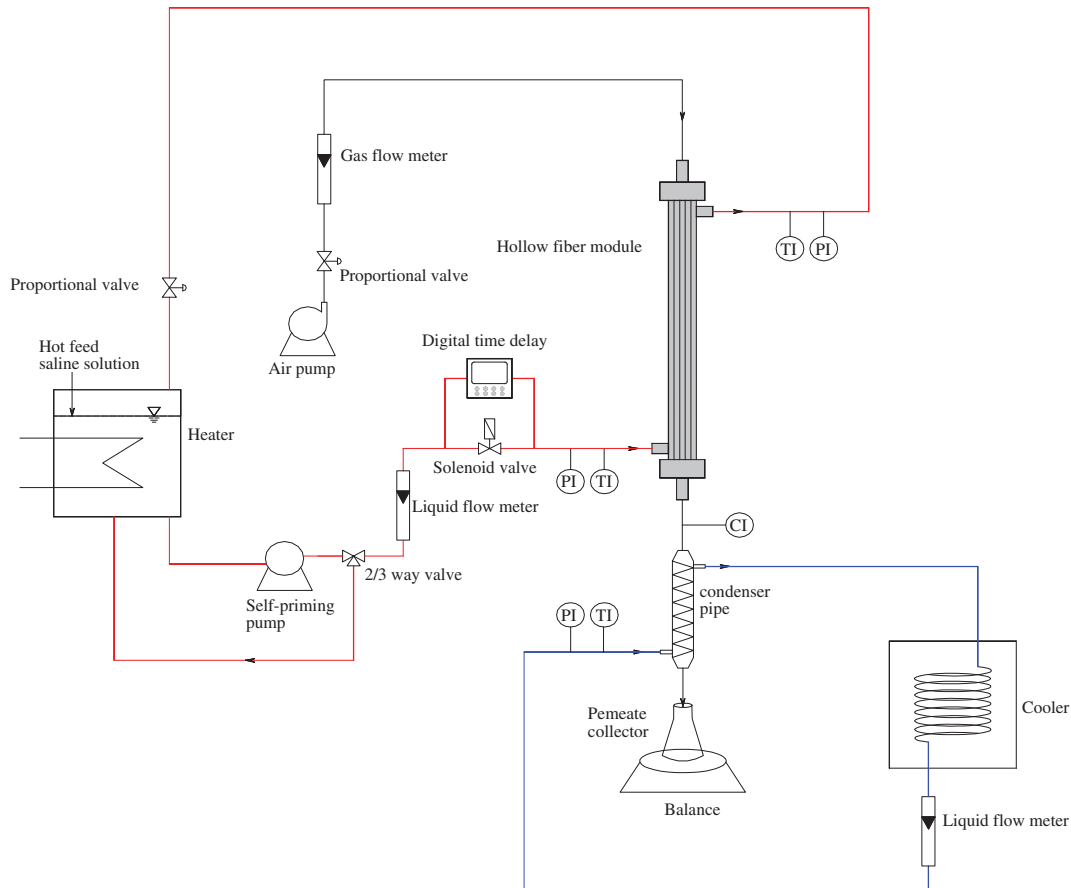 Gas flow meter
Hollow fiber module
TI
PI
Proportional valve
Proportional valve
Hot feed
saline solution
Air pump
Digital time delay
Heater
Solenoid valve
PI
TI
Liquid flow meter
CI
2/3 way valve
Self-priming
pump
condenser
pipe
PI
TI
Pemeate
collector
Cooler
Balance
Liquid flow meter